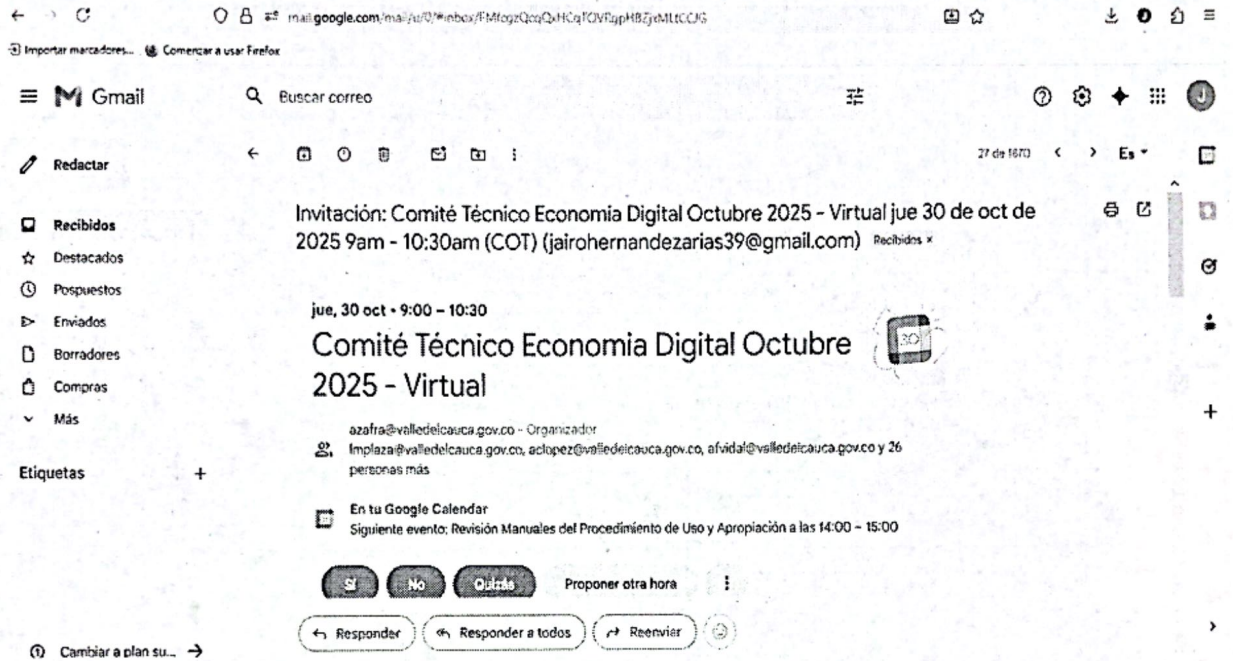 Importar marcadores... Comenzar a usar Firefox
Gmail
Buscar correo
J
Redactar
27 de 1670
Es
Recibidos
Destacados
Pospuestos
Enviados
Borradores
Compras
Más
Etiquetas
Cambiar a plan su...
Invitación: Comité Técnico Economia Digital Octubre 2025 - Virtual jue 30 de oct de
2025 9am - 10:30am (COT) (jairohernandezarias39@gmail.com) Recibidos ×
jue, 30 oct • 9:00 – 10:30
Comité Técnico Economia Digital Octubre
2025 - Virtual
30
azafra@valledelcauca.gov.co - Organizador
lmplaza@valledelcauca.gov.co, aclopez@valledelcauca.gov.co, afvidal@valledelcauca.gov.co y 26
personas más
En tu Google Calendar
Siguiente evento: Revisión Manuales del Procedimiento de Uso y Apropiación a las 14:00 – 15:00
Sí No Quizás Proponer otra hora
Responder Responder a todos Reenviar